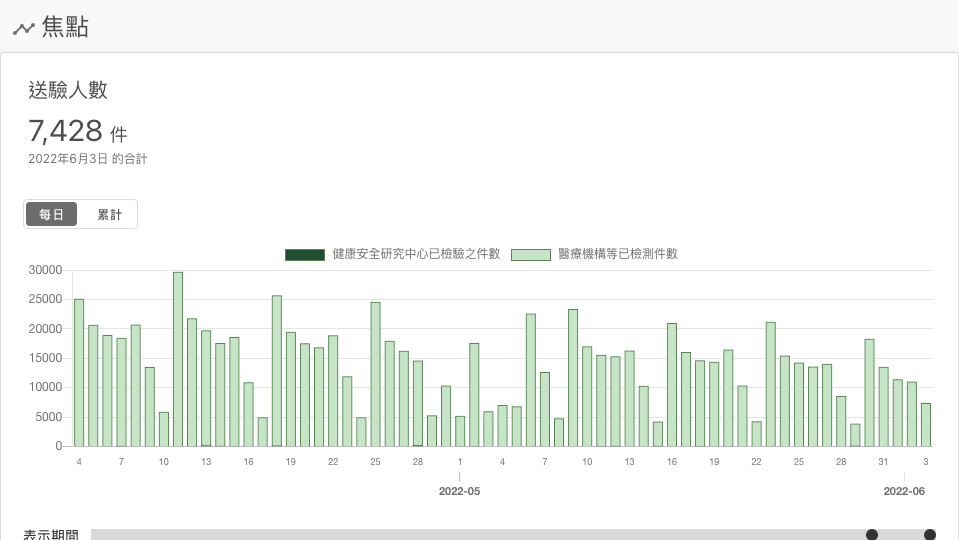 焦點
送驗人數
7,428 件
2022年6月3日 的合計
每日 累計
健康安全研究中心已檢驗之件數 醫療機構等已檢測件數
30000
25000
20000
15000
10000
5000
0
4 7 10 13 16 19 22 25 28 1 4 7 10 13 16 19 22 25 28 31 3
2022-05 2022-06
表示期間